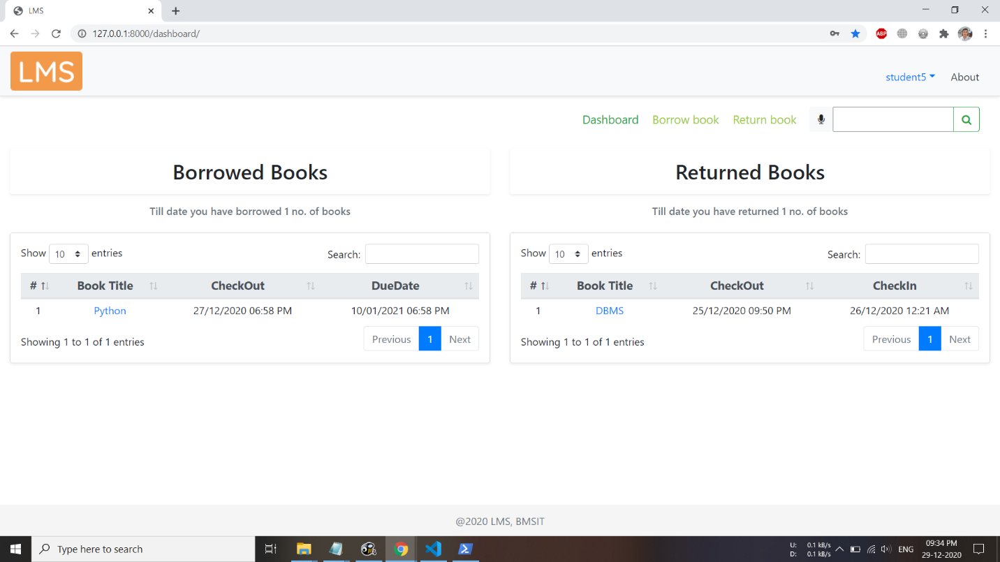 LMS
127.0.0.1:8000/dashboard/
ABP
LMS
student5 About
Dashboard Borrow book Return book
Borrowed Books
Till date you have borrowed 1 no. of books
Show 10 entries Search:
# Book Title CheckOut DueDate
1 Python 27/12/2020 06:58 PM 10/01/2021 06:58 PM
Showing 1 to 1 of 1 entries Previous 1 Next
Returned Books
Till date you have returned 1 no. of books
Show 10 entries Search:
# Book Title CheckOut CheckIn
1 DBMS 25/12/2020 09:50 PM 26/12/2020 12:21 AM
Showing 1 to 1 of 1 entries Previous 1 Next
@2020 LMS, BMSIT
Type here to search
U: 0.1 kB/s
D: 0.1 kB/s
ENG
09:34 PM
29-12-2020